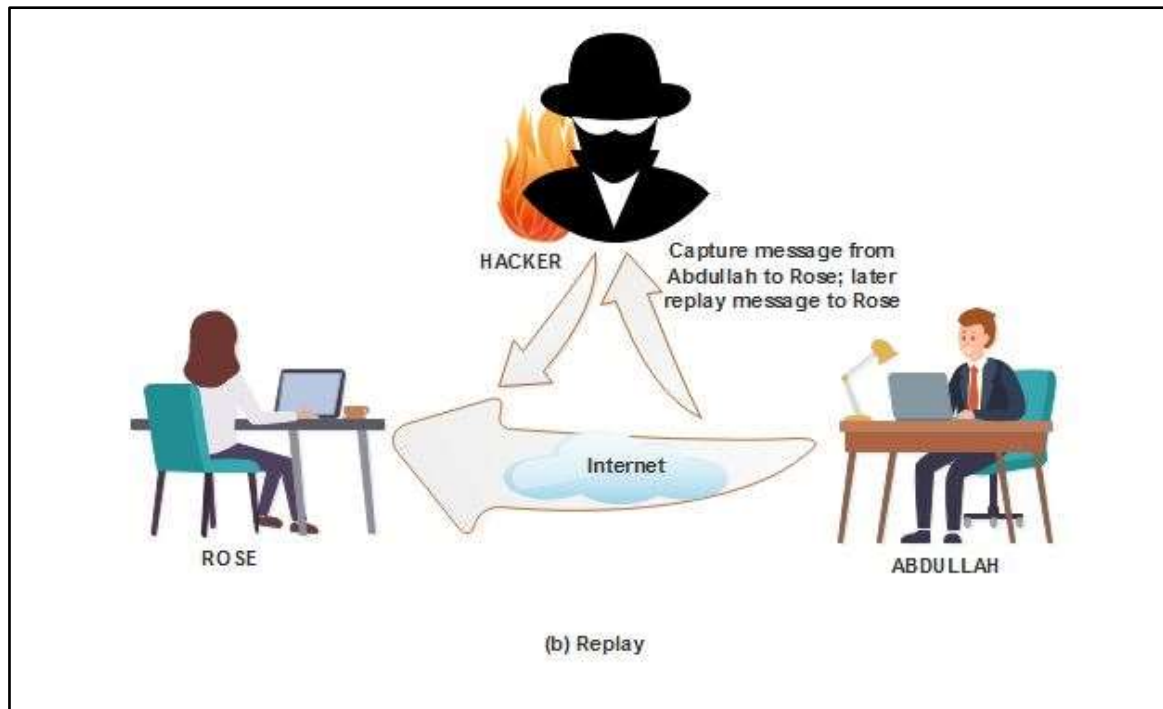 HACKER
Capture message from
Abdullah to Rose; later
replay message to Rose
Internet
ROSE
ABDULLAH
(b) Replay